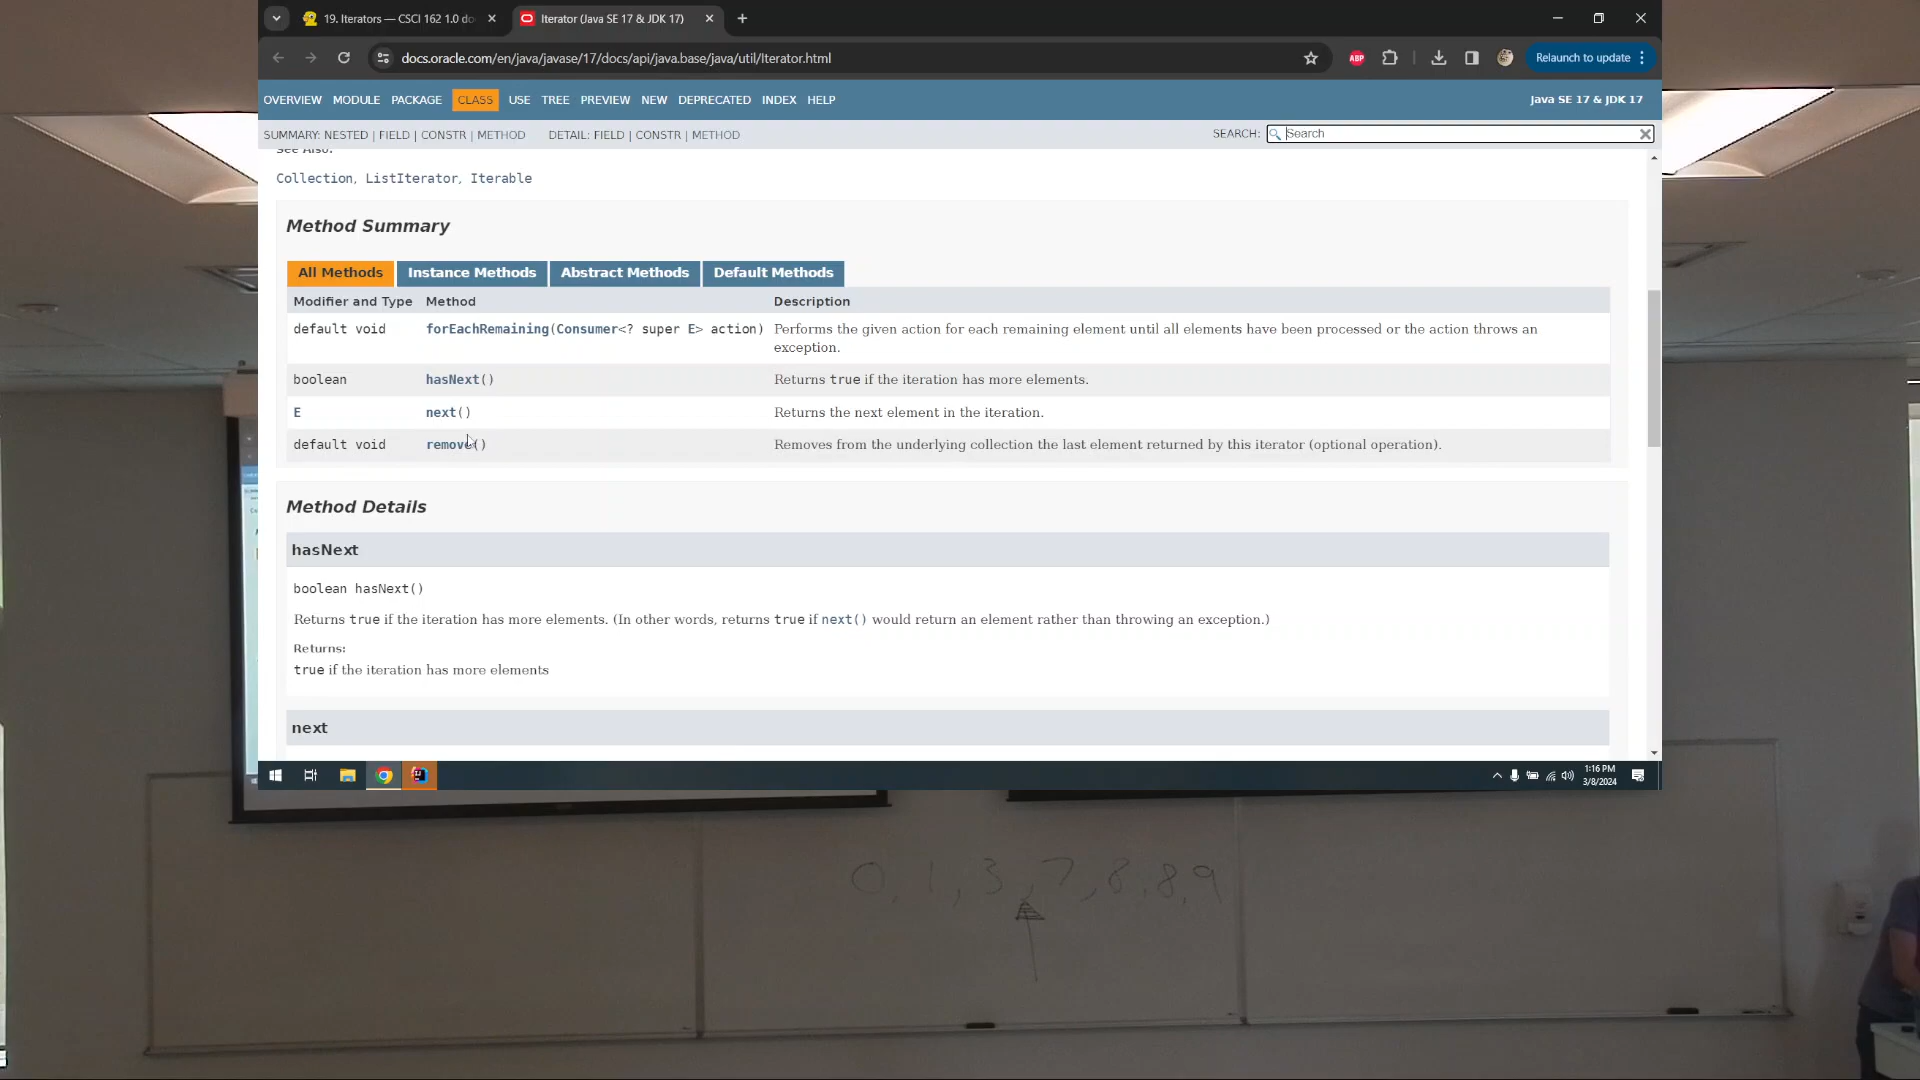 19. Iterators — CSCI 162 1.0 do
Iterator (Java SE 17 & JDK 17)
docs.oracle.com/en/java/javase/17/docs/api/java.base/java/util/Iterator.html
ABP
Relaunch to update
OVERVIEW MODULE PACKAGE CLASS USE TREE PREVIEW NEW DEPRECATED INDEX HELP
Java SE 17 & JDK 17
SUMMARY: NESTED | FIELD | CONSTR | METHOD DETAIL: FIELD | CONSTR | METHOD
SEARCH: Search
See Also:
Collection, ListIterator, Iterable
Method Summary
All Methods Instance Methods Abstract Methods Default Methods
Modifier and Type Method Description
default void forEachRemaining(Consumer<? super E> action) Performs the given action for each remaining element until all elements have been processed or the action throws an
exception.
boolean hasNext() Returns true if the iteration has more elements.
E next() Returns the next element in the iteration.
default void remove() Removes from the underlying collection the last element returned by this iterator (optional operation).
Method Details
hasNext
boolean hasNext()
Returns true if the iteration has more elements. (In other words, returns true if next() would return an element rather than throwing an exception.)
Returns:
true if the iteration has more elements
next
1:16 PM
3/8/2024
0, 1, 3, 7, 8, 8, 9